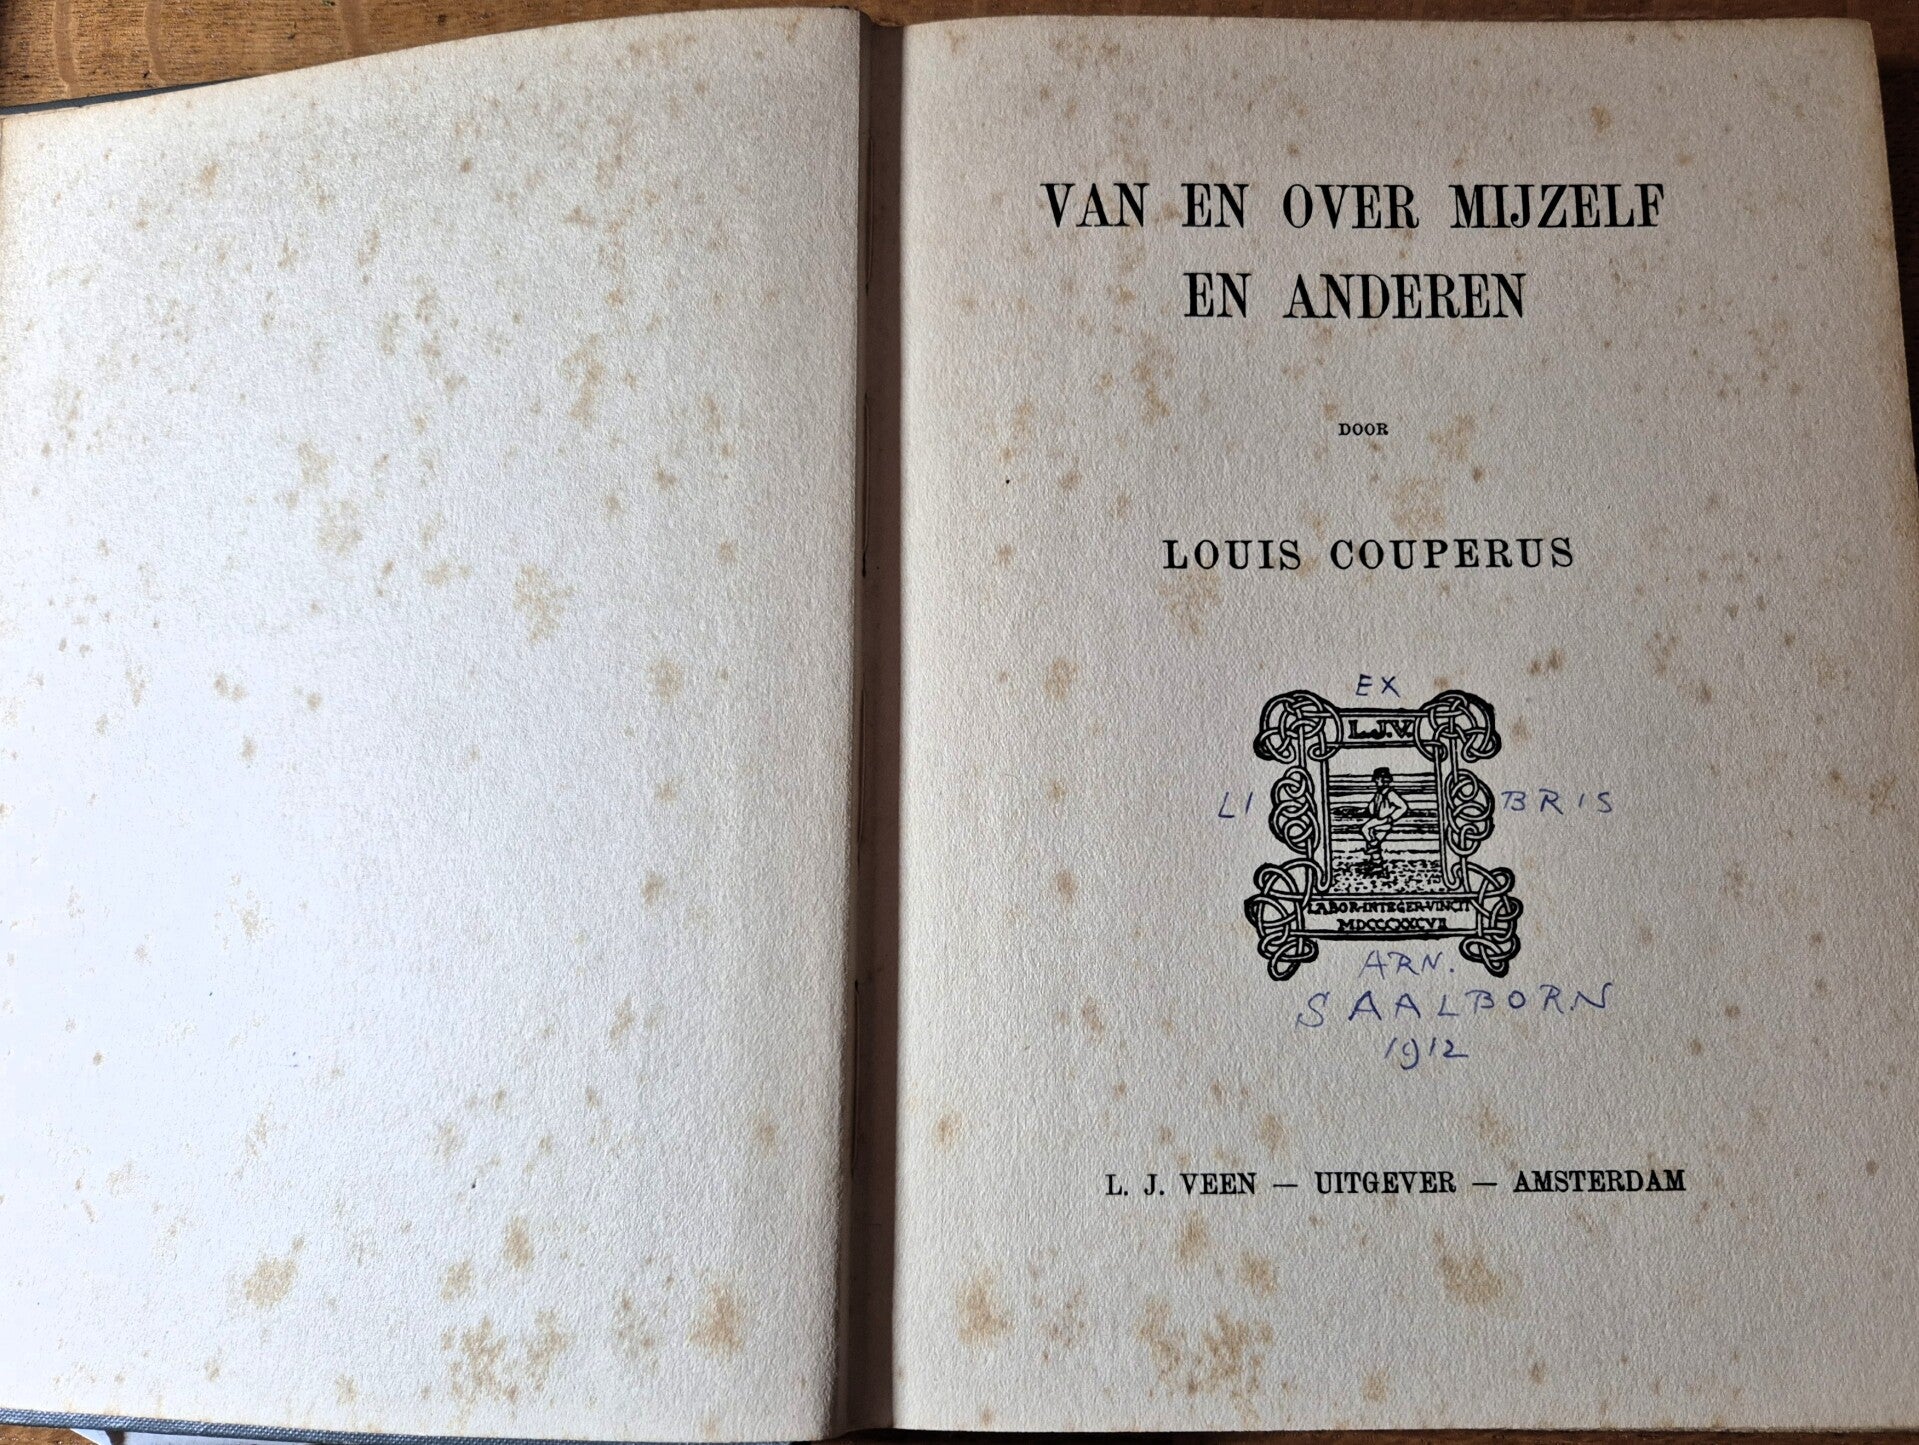 VAN EN OVER MIJZELF
EN ANDEREN
DOOR
LOUIS COUPERUS
EX
L.J.V.
LI BRIS
LABOR·INTEGER·VINCIT
ARN.
SAALBORN
1912
L. J. VEEN — UITGEVER — AMSTERDAM